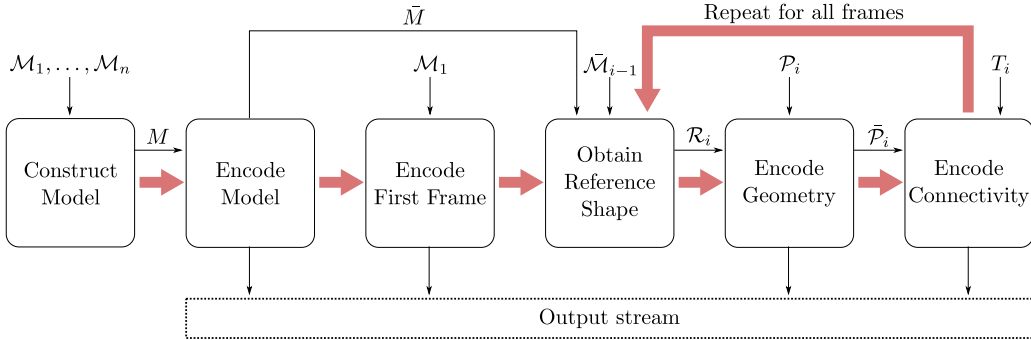 M̄
Repeat for all frames
ℳ₁, . . . , ℳₙ
ℳ₁
ℳ̄ᵢ₋₁
𝒫ᵢ
Tᵢ
Construct
Model
M
Encode
Model
Encode
First Frame
Obtain
Reference
Shape
ℛᵢ
Encode
Geometry
𝒫̄ᵢ
Encode
Connectivity
Output stream